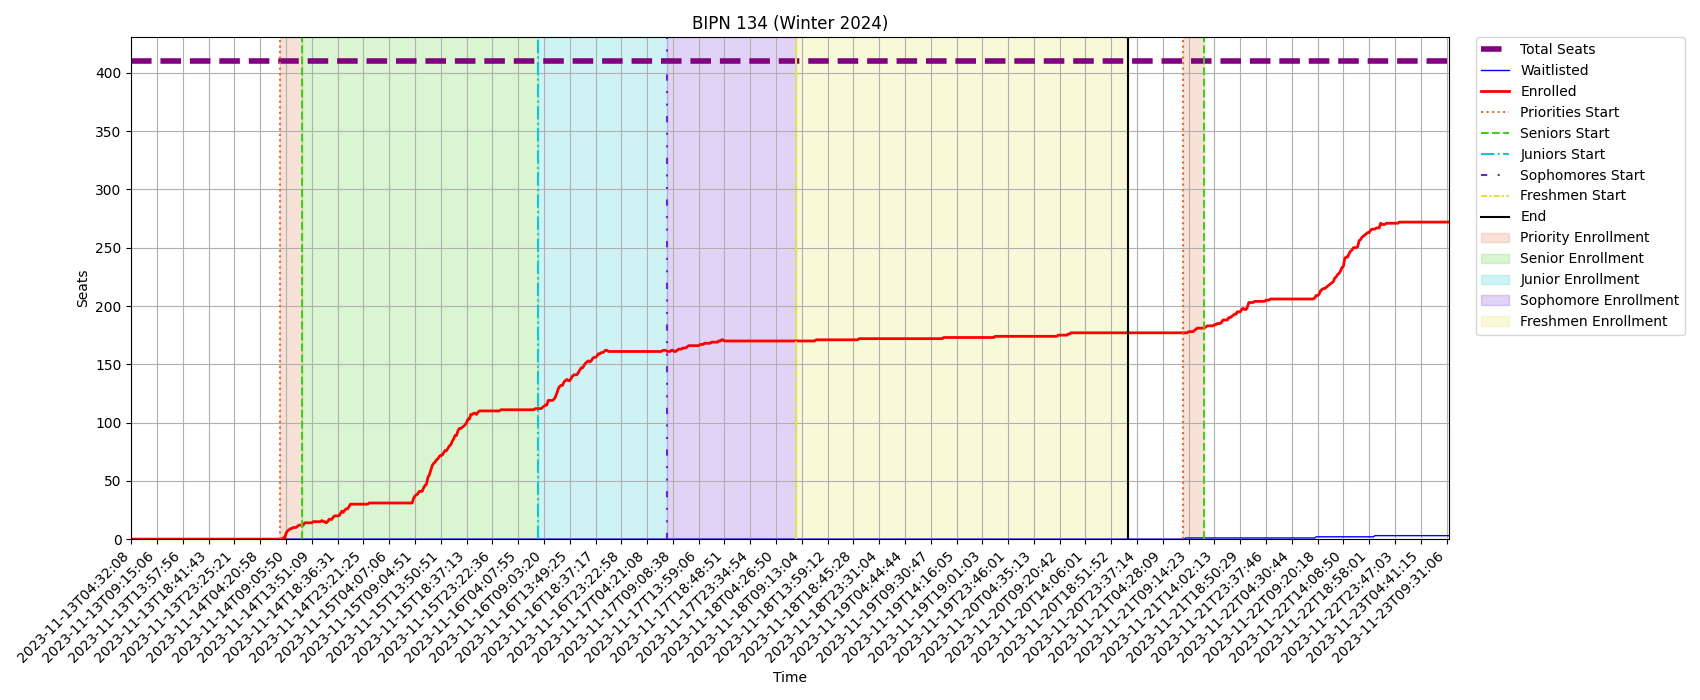 BIPN 134 (Winter 2024)
Seats
400
350
300
250
200
150
100
50
0
2023-11-13T04:32:08
2023-11-13T09:15:06
2023-11-13T13:57:56
2023-11-13T18:41:43
2023-11-13T23:25:21
2023-11-14T04:20:58
2023-11-14T09:05:50
2023-11-14T13:51:09
2023-11-14T18:36:31
2023-11-14T23:21:25
2023-11-15T04:07:06
2023-11-15T09:04:51
2023-11-15T13:50:51
2023-11-15T18:37:13
2023-11-15T23:22:36
2023-11-16T04:07:55
2023-11-16T09:03:20
2023-11-16T13:49:25
2023-11-16T18:37:17
2023-11-16T23:22:58
2023-11-17T04:21:08
2023-11-17T09:08:38
2023-11-17T13:59:06
2023-11-17T18:48:51
2023-11-17T23:34:54
2023-11-18T04:26:50
2023-11-18T09:13:04
2023-11-18T13:59:12
2023-11-18T18:45:28
2023-11-18T23:31:04
2023-11-19T04:44:44
2023-11-19T09:30:47
2023-11-19T14:16:05
2023-11-19T19:01:03
2023-11-19T23:46:01
2023-11-20T04:35:13
2023-11-20T09:20:42
2023-11-20T14:06:01
2023-11-20T18:51:52
2023-11-20T23:37:14
2023-11-21T04:28:09
2023-11-21T09:14:23
2023-11-21T14:02:13
2023-11-21T18:50:29
2023-11-21T23:37:46
2023-11-22T04:30:44
2023-11-22T09:20:18
2023-11-22T14:08:50
2023-11-22T18:58:01
2023-11-22T23:47:03
2023-11-23T04:41:15
2023-11-23T09:31:06
Time
Total Seats
Waitlisted
Enrolled
Priorities Start
Seniors Start
Juniors Start
Sophomores Start
Freshmen Start
End
Priority Enrollment
Senior Enrollment
Junior Enrollment
Sophomore Enrollment
Freshmen Enrollment